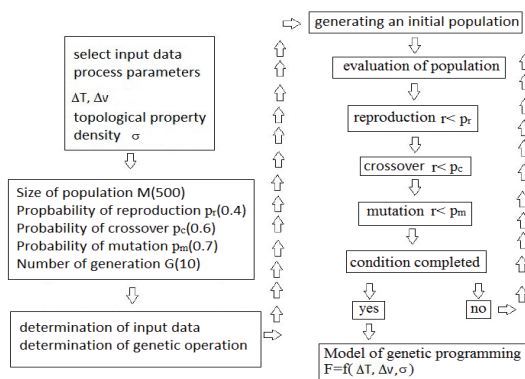 select input data
process parameters
ΔT, Δν
topological property
density σ
Size of population M(500)
Propbability of reproduction pr(0.4)
Probability of crossover pc(0.6)
Probability of mutation pm(0.7)
Number of generation G(10)
determination of input data
determination of genetic operation
generating an initial population
evaluation of population
reproduction r< pr
crossover r< pc
mutation r< pm
condition completed
yes
no
Model of genetic programming
F=f( ΔT, Δν,σ)